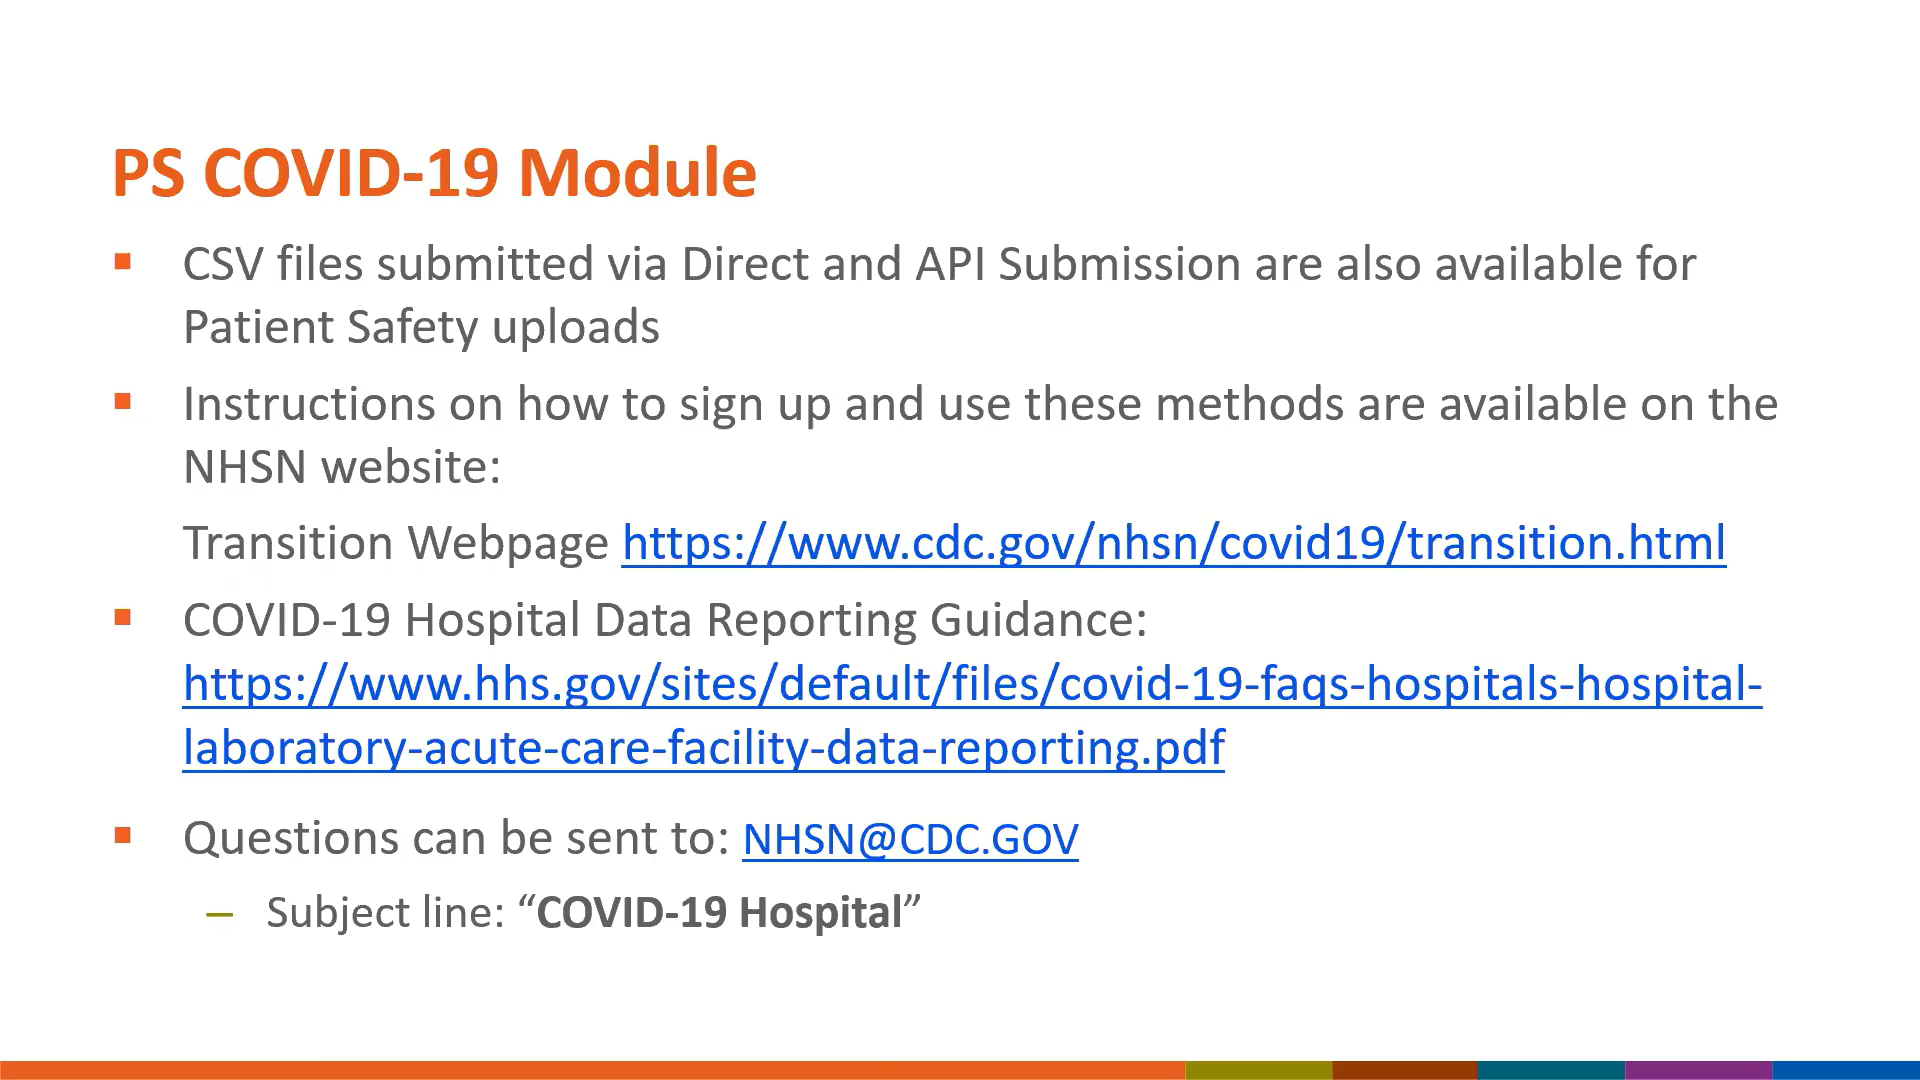 PS COVID-19 Module
▪ CSV files submitted via Direct and API Submission are also available for
Patient Safety uploads
▪ Instructions on how to sign up and use these methods are available on the
NHSN website:
Transition Webpage https://www.cdc.gov/nhsn/covid19/transition.html
▪ COVID-19 Hospital Data Reporting Guidance:
https://www.hhs.gov/sites/default/files/covid-19-faqs-hospitals-hospital-
laboratory-acute-care-facility-data-reporting.pdf
▪ Questions can be sent to: NHSN@CDC.GOV
– Subject line: “COVID-19 Hospital”